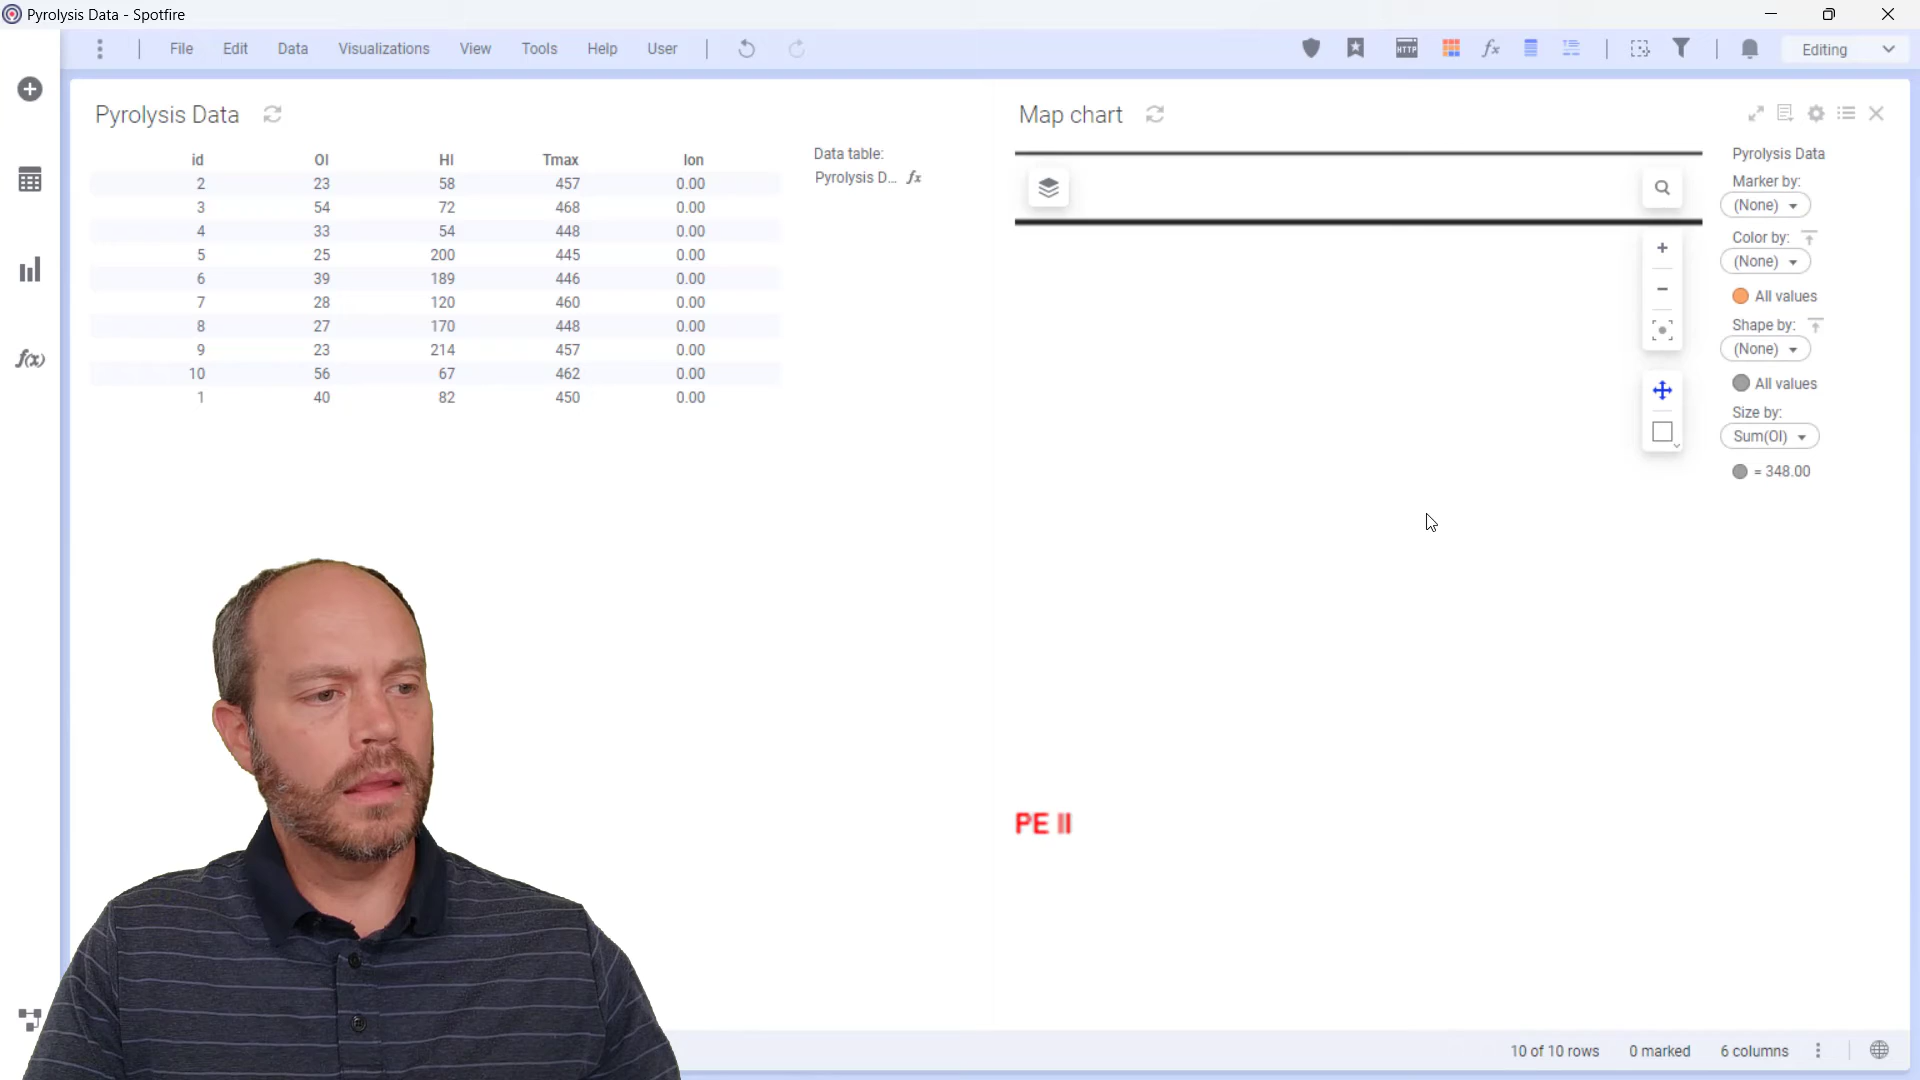 Pyrolysis Data - Spotfire
File Edit Data Visualizations View Tools Help User
HTTP fx Editing
Pyrolysis Data
id OI HI Tmax lon
2 23 58 457 0.00
3 54 72 468 0.00
4 33 54 448 0.00
5 25 200 445 0.00
6 39 189 446 0.00
7 28 120 460 0.00
8 27 170 448 0.00
9 23 214 457 0.00
10 56 67 462 0.00
1 40 82 450 0.00
Data table:
Pyrolysis D... fx
f(x)
Map chart
PE II
Pyrolysis Data
Marker by:
(None)
Color by:
(None)
All values
Shape by:
(None)
All values
Size by:
Sum(OI)
= 348.00
10 of 10 rows 0 marked 6 columns